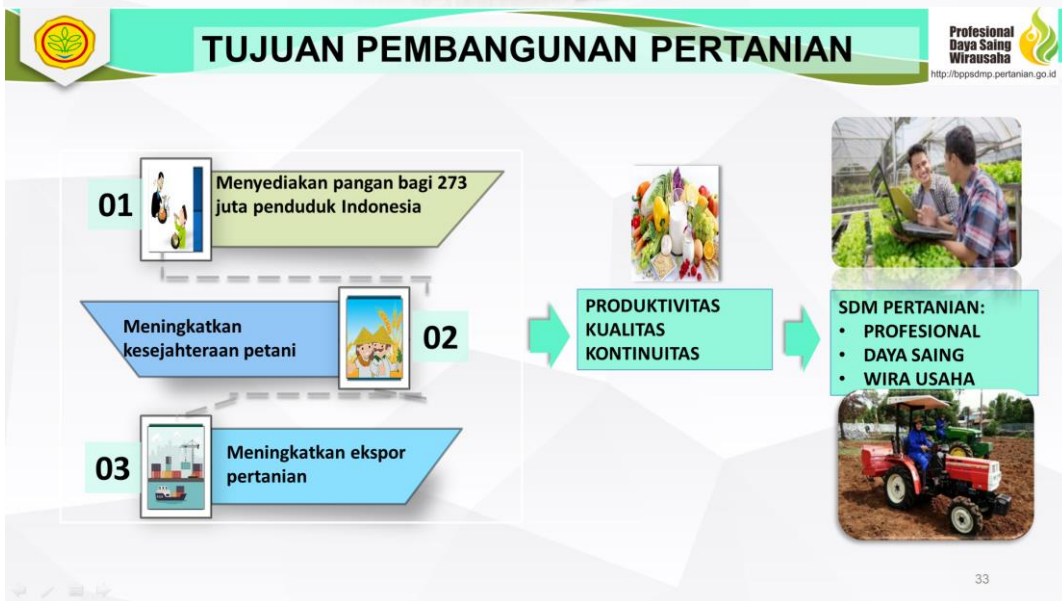 TUJUAN PEMBANGUNAN PERTANIAN
Profesional
Daya Saing
Wirausaha
http://bppsdmp.pertanian.go.id
01
Menyediakan pangan bagi 273
juta penduduk Indonesia
Meningkatkan
kesejahteraan petani
02
03
Meningkatkan ekspor
pertanian
PRODUKTIVITAS
KUALITAS
KONTINUITAS
SDM PERTANIAN:
• PROFESIONAL
• DAYA SAING
• WIRA USAHA
33